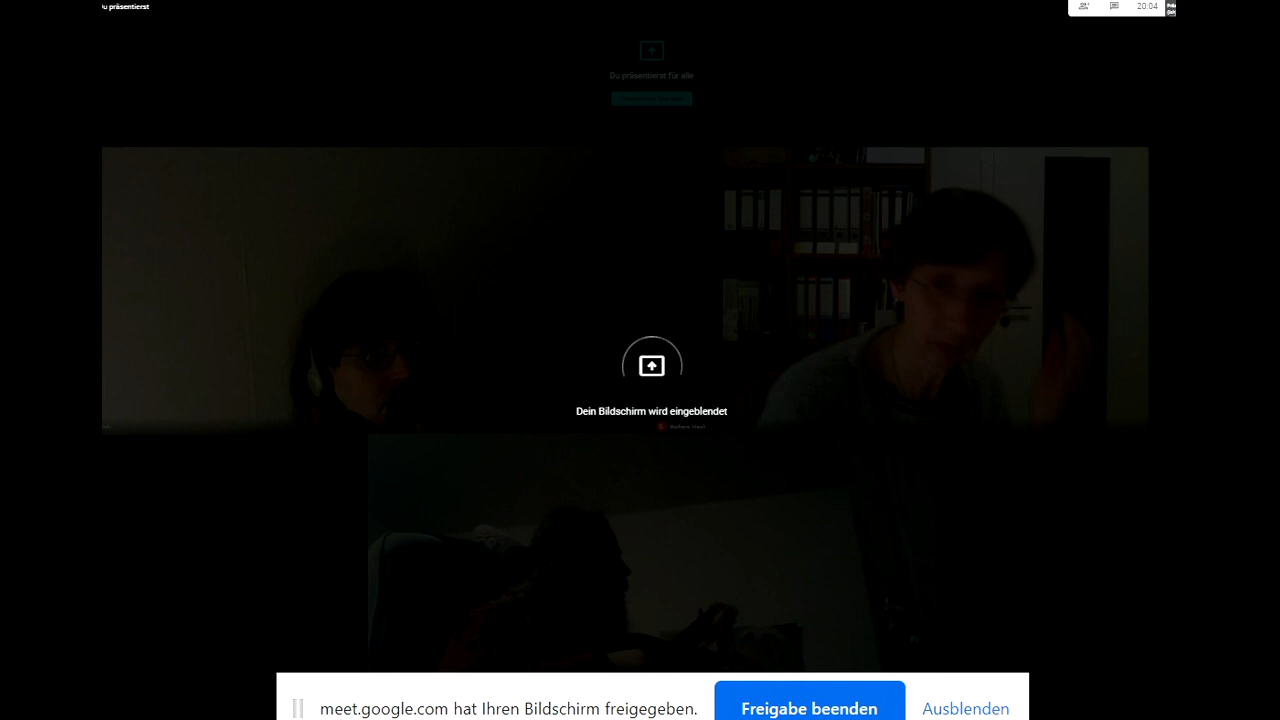 präsentierst
20:04
Du präsentierst für alle
Dein Bildschirm wird eingeblendet
meet.google.com hat Ihren Bildschirm freigegeben.
Freigabe beenden
Ausblenden